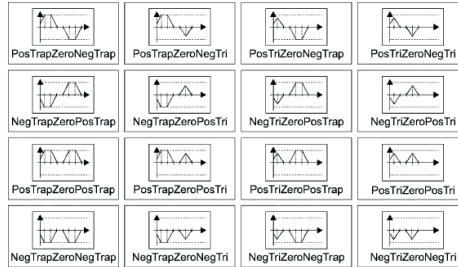 PosTrapZeroNegTrap PosTrapZeroNegTri PosTriZeroNegTrap PosTriZeroNegTri
NegTrapZeroPosTrap NegTrapZeroPosTri NegTriZeroPosTrap NegTriZeroPosTri
PosTrapZeroPosTrap PosTrapZeroPosTri PosTriZeroPosTrap PosTriZeroPosTri
NegTrapZeroNegTrap NegTrapZeroNegTri NegTriZeroNegTrap NegTriZeroNegTri